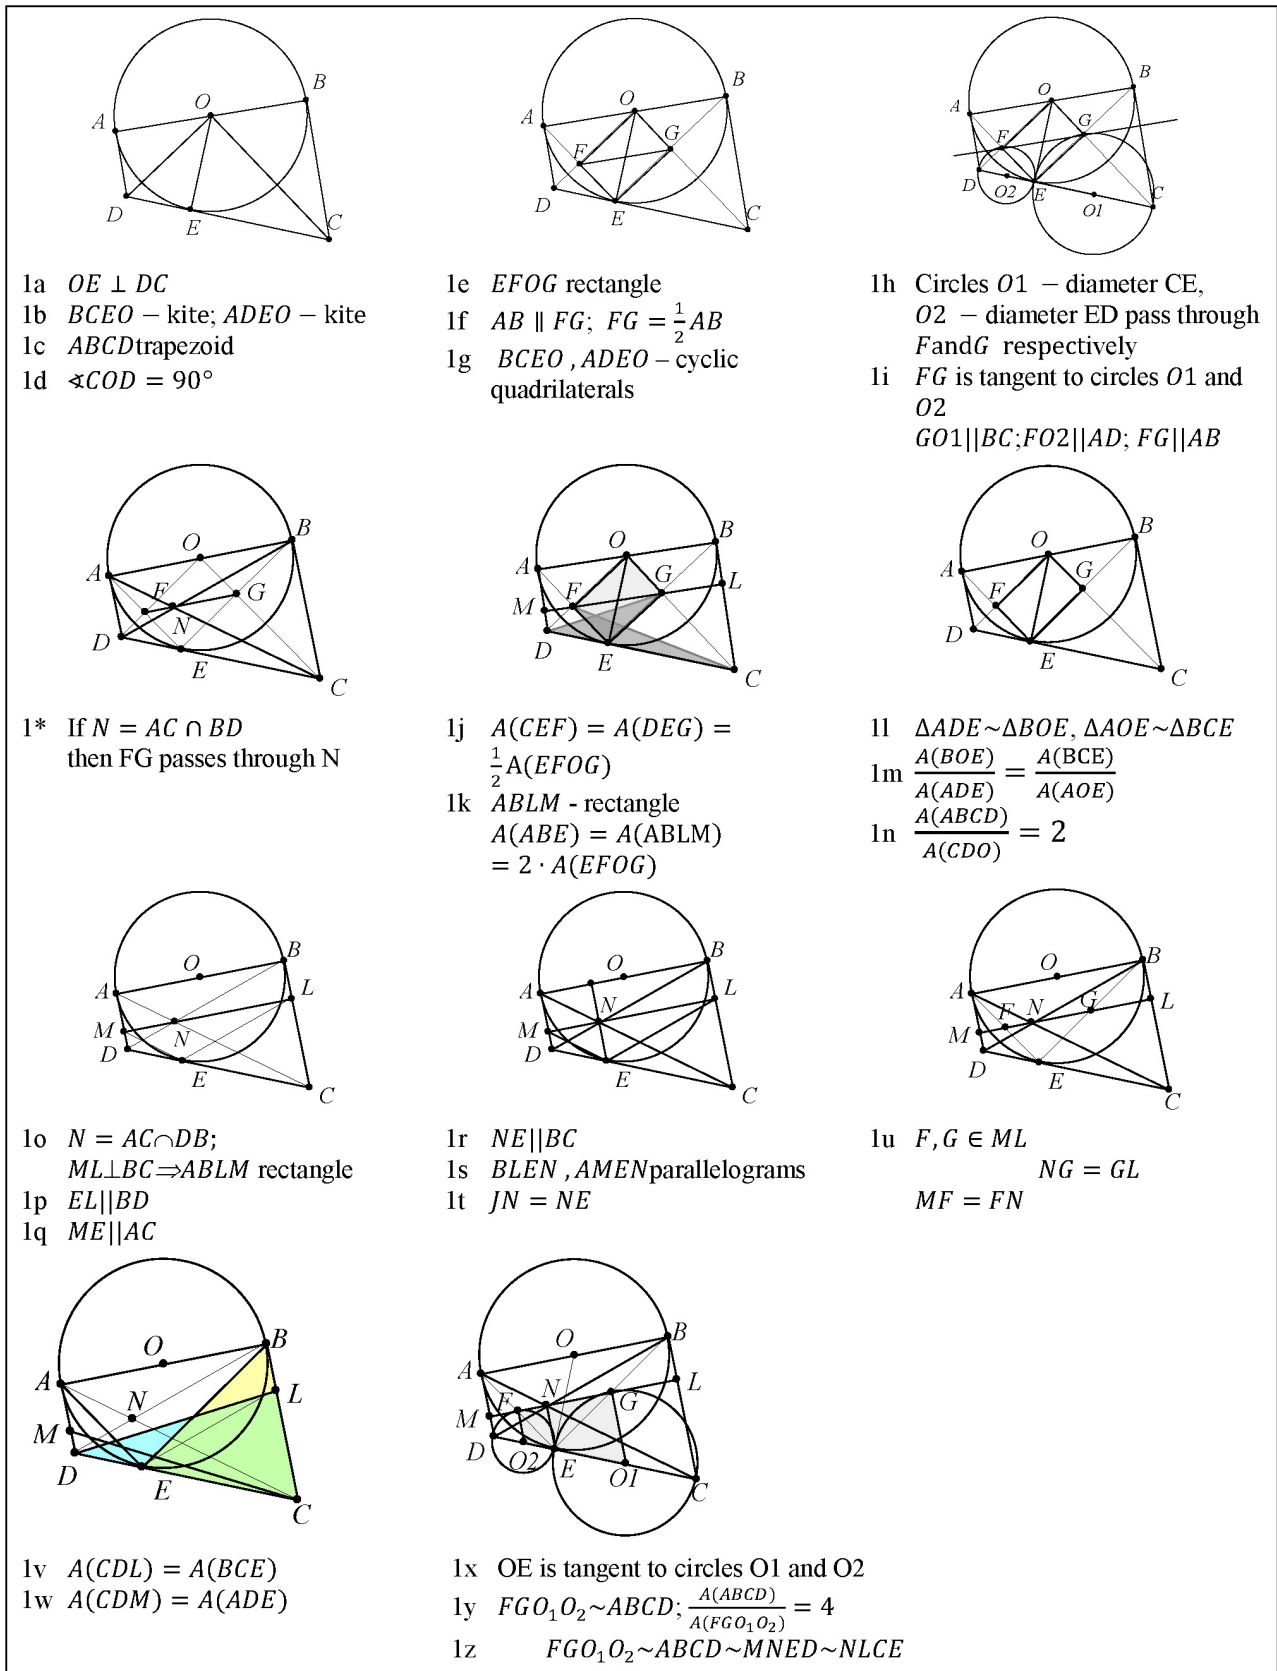 A
B
O
D
E
C
A
B
O
F
G
D
E
C
A
B
O
F
G
D
O2
E
O1
C
1a OE ⊥ DC
1b BCEO – kite; ADEO – kite
1c ABCDtrapezoid
1d ∢COD = 90°
1e EFOG rectangle
1f AB ∥ FG; FG = 1/2 AB
1g BCEO , ADEO – cyclic
quadrilaterals
1h Circles O1 – diameter CE,
O2 – diameter ED pass through
FandG respectively
1i FG is tangent to circles O1 and
O2
GO1||BC;FO2||AD; FG||AB
O
B
A
F
G
N
D
E
C
O
B
A
G
L
F
M
D
E
C
O
B
A
G
F
D
E
C
1* If N = AC ∩ BD
then FG passes through N
1j A(CEF) = A(DEG) =
1/2 A(EFOG)
1k ABLM - rectangle
A(ABE) = A(ABLM)
= 2 · A(EFOG)
1l ΔADE~ΔBOE, ΔAOE~ΔBCE
1m A(BOE)/A(ADE) = A(BCE)/A(AOE)
1n A(ABCD)/A(CDO) = 2
O
B
A
L
M
N
D
E
C
O
B
A
L
N
M
D
E
C
O
B
A
L
F
N
G
M
D
E
C
1o N = AC∩DB;
ML⊥BC⇒ABLM rectangle
1p EL||BD
1q ME||AC
1r NE||BC
1s BLEN , AMENparallelograms
1t JN = NE
1u F, G ∈ ML
NG = GL
MF = FN
O
B
A
N
L
M
D
E
C
O
B
A
F
N
G
L
M
D
O2
E
O1
C
1v A(CDL) = A(BCE)
1w A(CDM) = A(ADE)
1x OE is tangent to circles O1 and O2
1y FGO₁O₂~ABCD; A(ABCD)/A(FGO₁O₂) = 4
1z FGO₁O₂~ABCD~MNED~NLCE